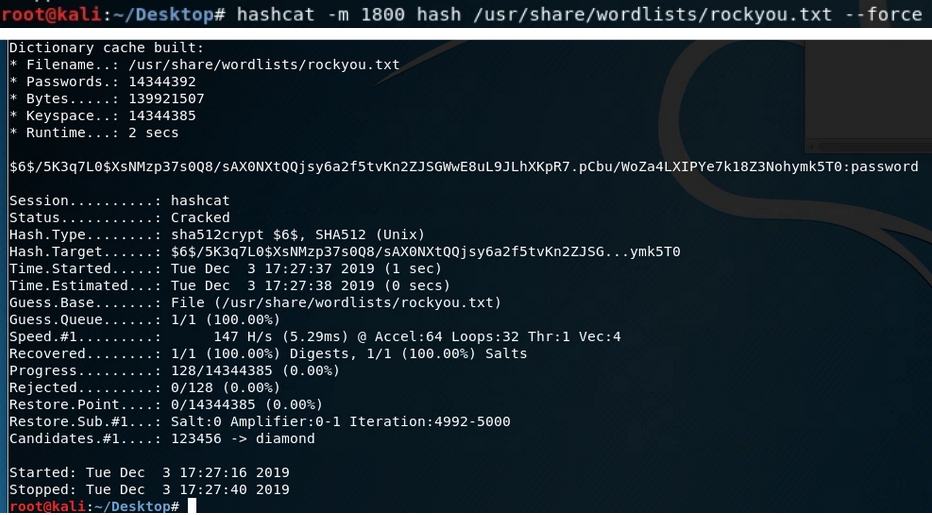 root@kali:~/Desktop# hashcat -m 1800 hash /usr/share/wordlists/rockyou.txt --force
Dictionary cache built:
* Filename..: /usr/share/wordlists/rockyou.txt
* Passwords.: 14344392
* Bytes.....: 139921507
* Keyspace..: 14344385
* Runtime...: 2 secs
$6$/5K3q7L0$XsNMzp37s0Q8/sAX0NXtQQjsy6a2f5tvKn2ZJSGWwE8uL9JLhXKpR7.pCbu/WoZa4LXIPYe7k18Z3Nohymk5T0:password
Session..........: hashcat
Status...........: Cracked
Hash.Type........: sha512crypt $6$, SHA512 (Unix)
Hash.Target......: $6$/5K3q7L0$XsNMzp37s0Q8/sAX0NXtQQjsy6a2f5tvKn2ZJSG...ymk5T0
Time.Started.....: Tue Dec  3 17:27:37 2019 (1 sec)
Time.Estimated...: Tue Dec  3 17:27:38 2019 (0 secs)
Guess.Base.......: File (/usr/share/wordlists/rockyou.txt)
Guess.Queue......: 1/1 (100.00%)
Speed.#1.........:      147 H/s (5.29ms) @ Accel:64 Loops:32 Thr:1 Vec:4
Recovered........: 1/1 (100.00%) Digests, 1/1 (100.00%) Salts
Progress.........: 128/14344385 (0.00%)
Rejected.........: 0/128 (0.00%)
Restore.Point....: 0/14344385 (0.00%)
Restore.Sub.#1...: Salt:0 Amplifier:0-1 Iteration:4992-5000
Candidates.#1....: 123456 -> diamond
Started: Tue Dec  3 17:27:16 2019
Stopped: Tue Dec  3 17:27:40 2019
root@kali:~/Desktop#